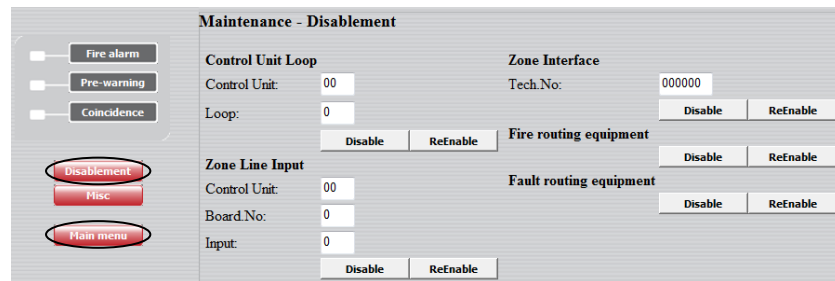 Maintenance - Disablement
Fire alarm
Pre-warning
Coincidence
Disablement
Misc
Main menu
Control Unit Loop
Control Unit: 00
Loop: 0
Disable ReEnable
Zone Line Input
Control Unit: 00
Board.No: 0
Input: 0
Disable ReEnable
Zone Interface
Tech.No: 000000
Disable ReEnable
Fire routing equipment
Disable ReEnable
Fault routing equipment
Disable ReEnable